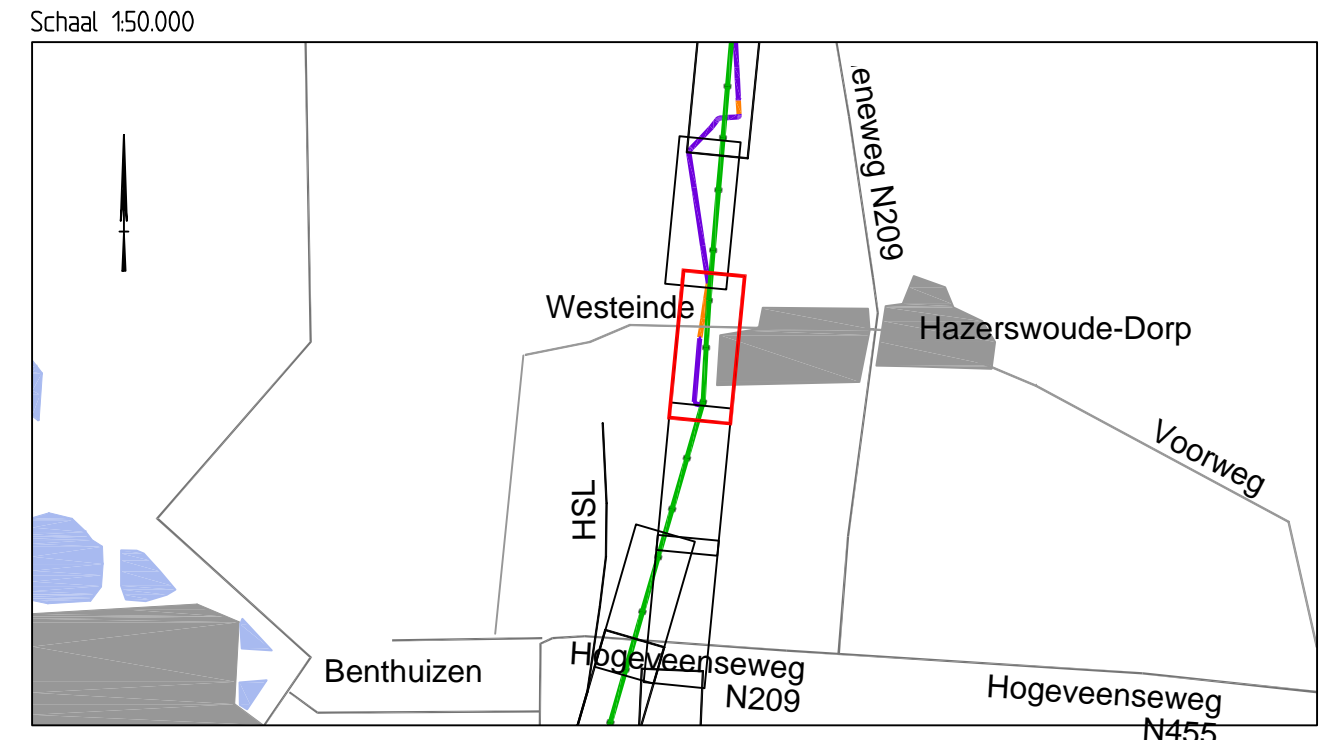 Schaal 1:50.000
eneweg N209
Westeinde
Hazerswoude-Dorp
Voorweg
HSL
Benthuizen
Hogeveenseweg
N209
Hogeveenseweg
N455